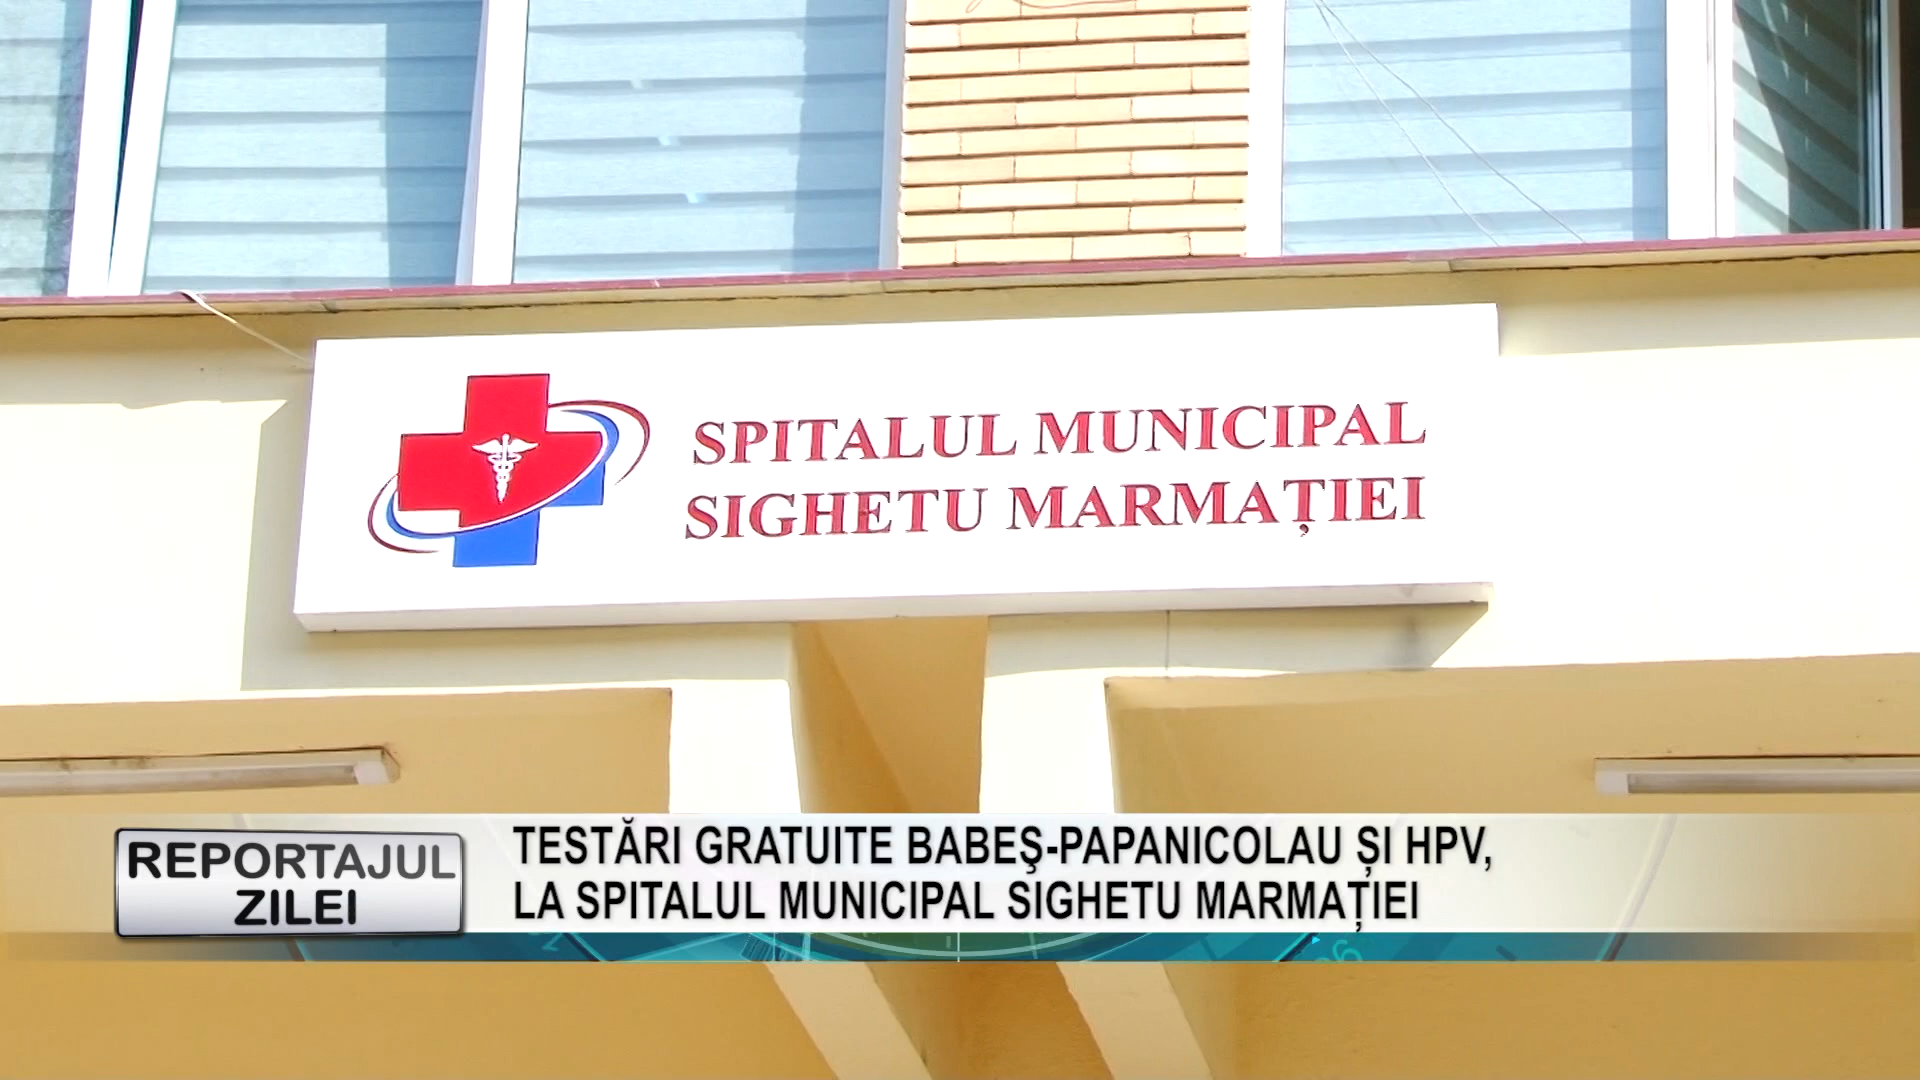 SPITALUL MUNICIPAL
SIGHETU MARMAȚIEI
REPORTAJUL
ZILEI
TESTĂRI GRATUITE BABEŞ-PAPANICOLAU ȘI HPV,
LA SPITALUL MUNICIPAL SIGHETU MARMAȚIEI